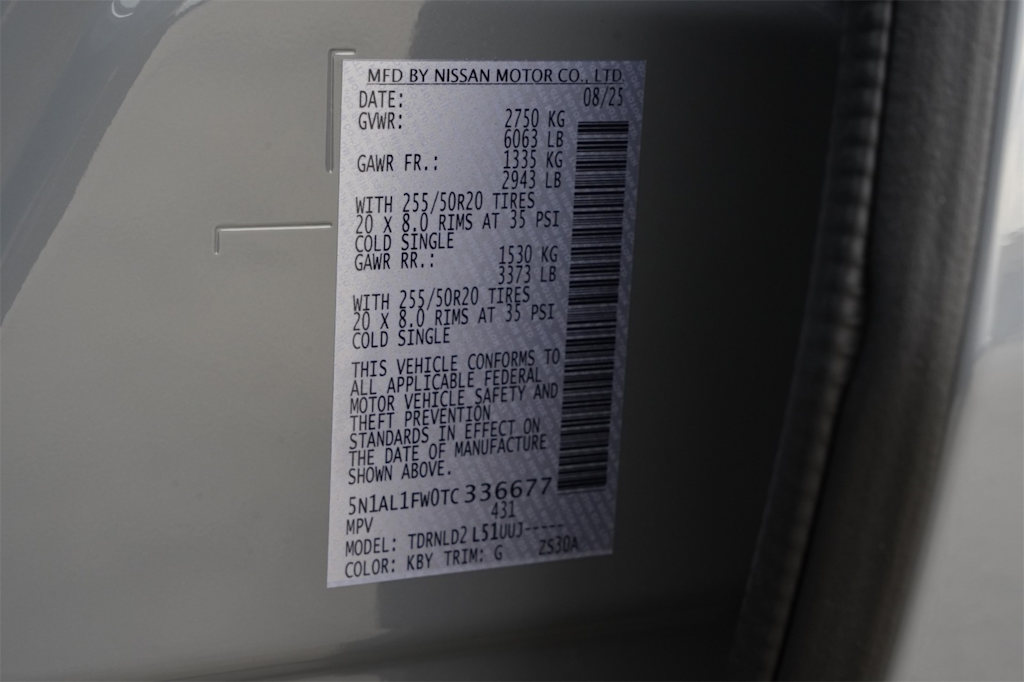 MFD BY NISSAN MOTOR CO., LTD.
DATE: 08/25
GVWR: 2750 KG
6063 LB
GAWR FR.: 1335 KG
2943 LB
WITH 255/50R20 TIRES
20 X 8.0 RIMS AT 35 PSI
COLD SINGLE
GAWR RR.: 1530 KG
3373 LB
WITH 255/50R20 TIRES
20 X 8.0 RIMS AT 35 PSI
COLD SINGLE
THIS VEHICLE CONFORMS TO
ALL APPLICABLE FEDERAL
MOTOR VEHICLE SAFETY AND
THEFT PREVENTION
STANDARDS IN EFFECT ON
THE DATE OF MANUFACTURE
SHOWN ABOVE.
5N1AL1FW0TC336677
MPV 431
MODEL: TDRNLD2 L51UUJ-----
COLOR: KBY TRIM: G ZS30A